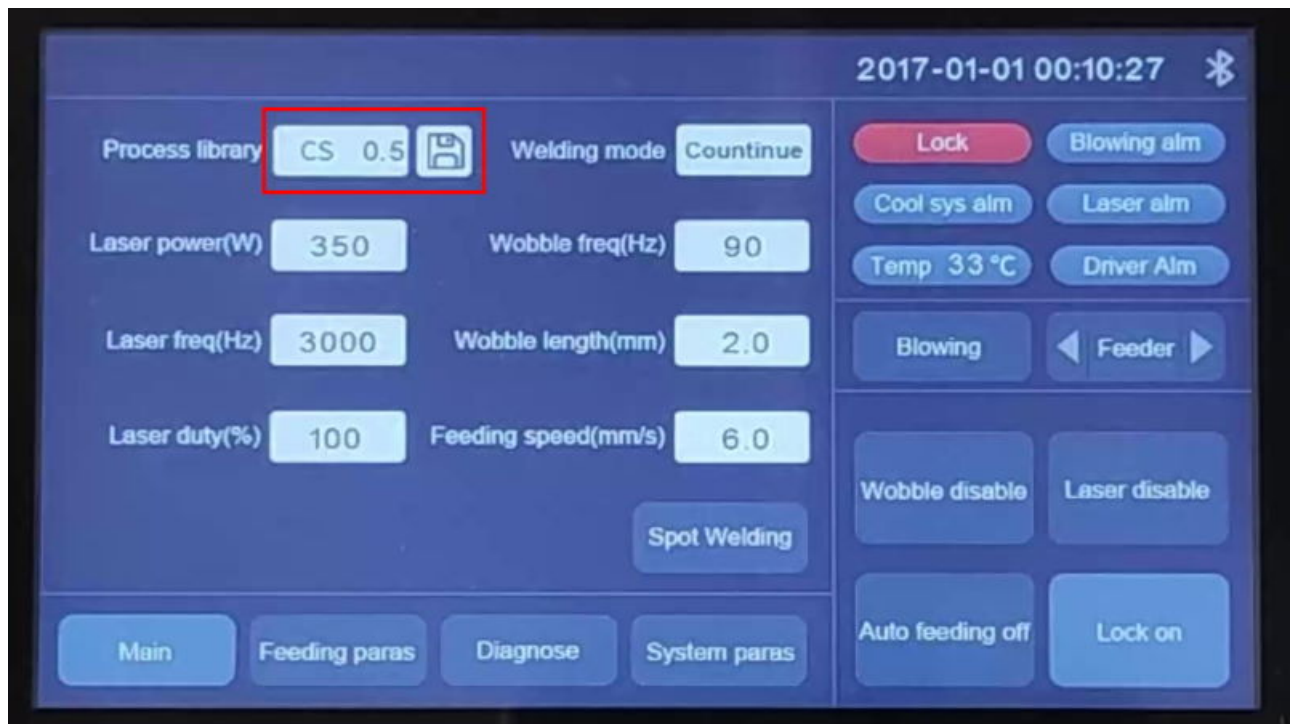 2017-01-01 00:10:27
Process library CS 0.5 Welding mode Countinue
Laser power(W) 350 Wobble freq(Hz) 90
Laser freq(Hz) 3000 Wobble length(mm) 2.0
Laser duty(%) 100 Feeding speed(mm/s) 6.0
Spot Welding
Main Feeding paras Diagnose System paras
Lock Blowing alm
Cool sys alm Laser alm
Temp 33°C Driver Alm
Blowing Feeder
Wobble disable Laser disable
Auto feeding off Lock on